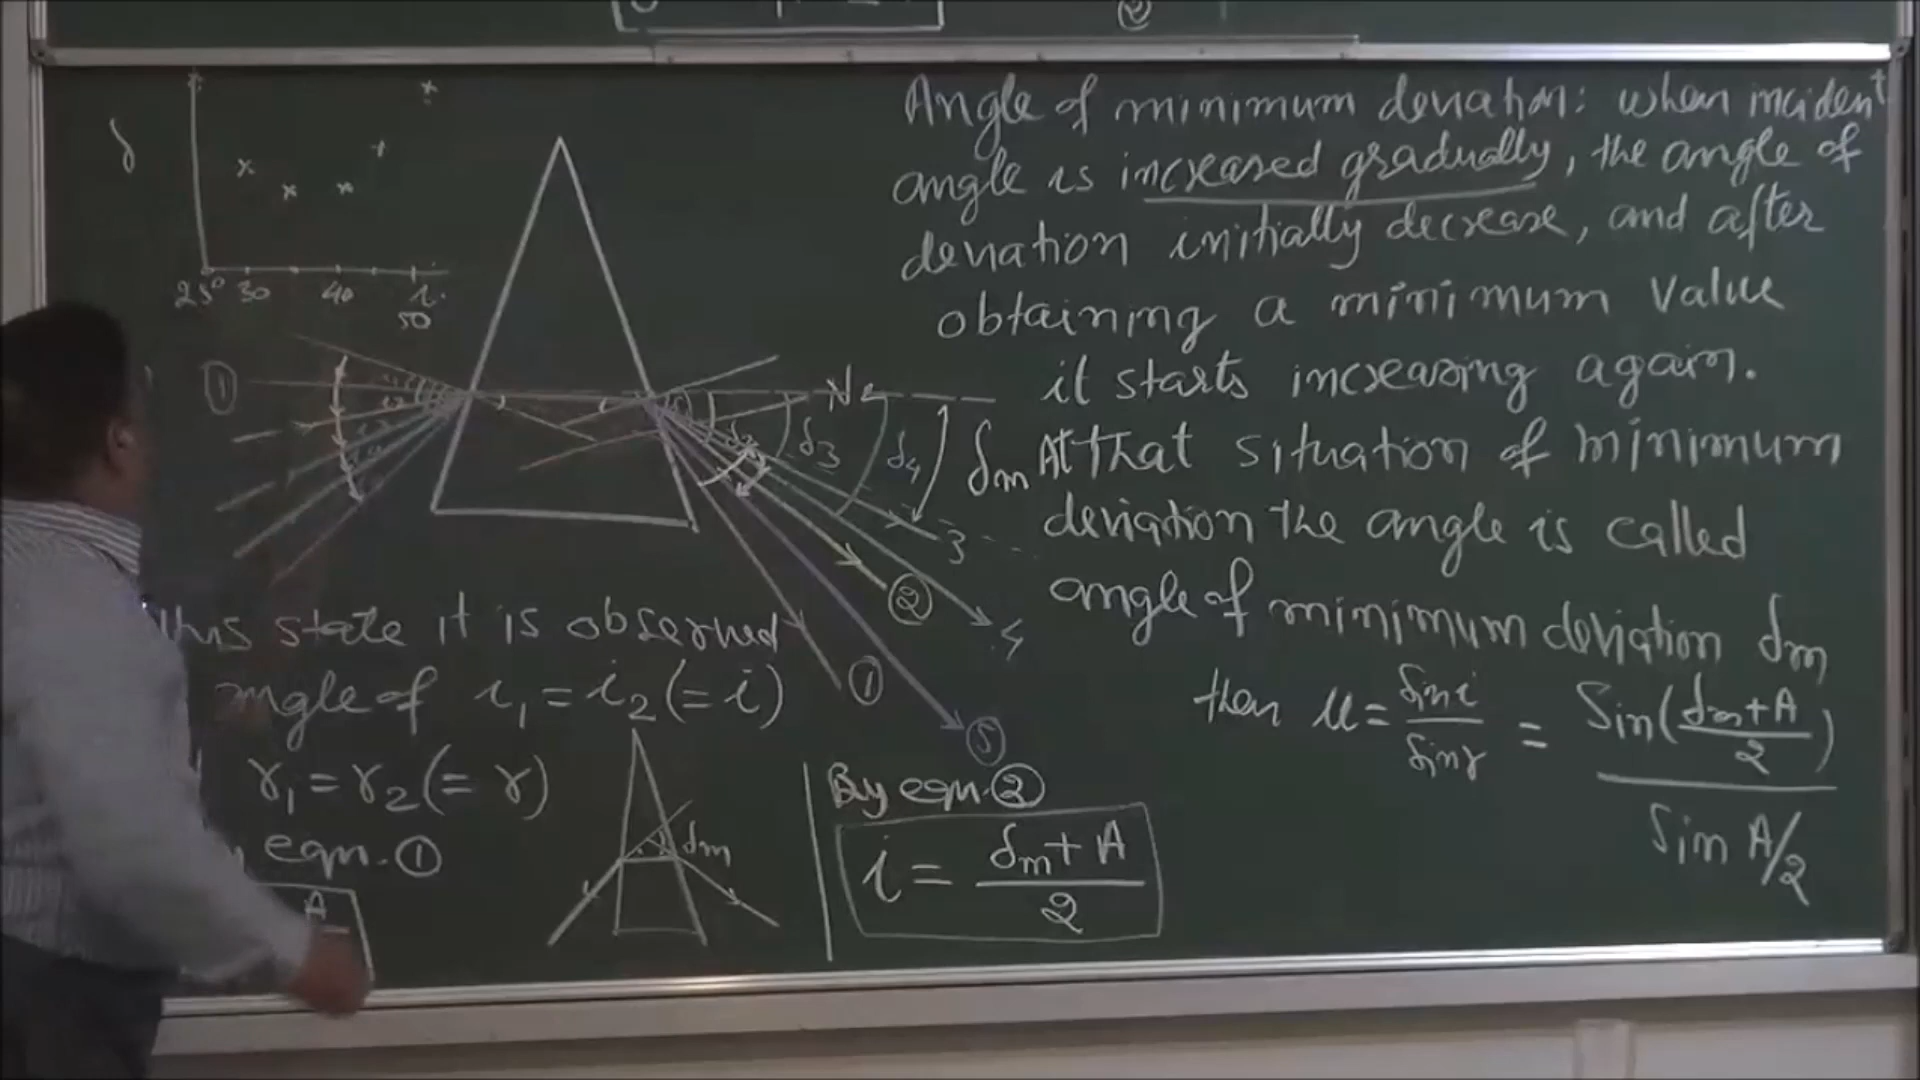 Angle of minimum deviation: when incident
angle is increased gradually, the angle of
deviation initially decrease, and after
obtaining a minimum value
it starts increasing again.
At that situation of minimum
deviation the angle is called
angle of minimum deviation δm
then μ = sin i / sin r = Sin(δm + A / 2) / Sin A/2
δ
25° 30 40 50
i
①
N
δ3 δ4 δm
3
②
4
①
⑤
this state it is observed
angle of i1 = i2 (= i)
r1 = r2 (= r)
eqn. ①
A
δm
By eqn. ②
i = δm + A / 2